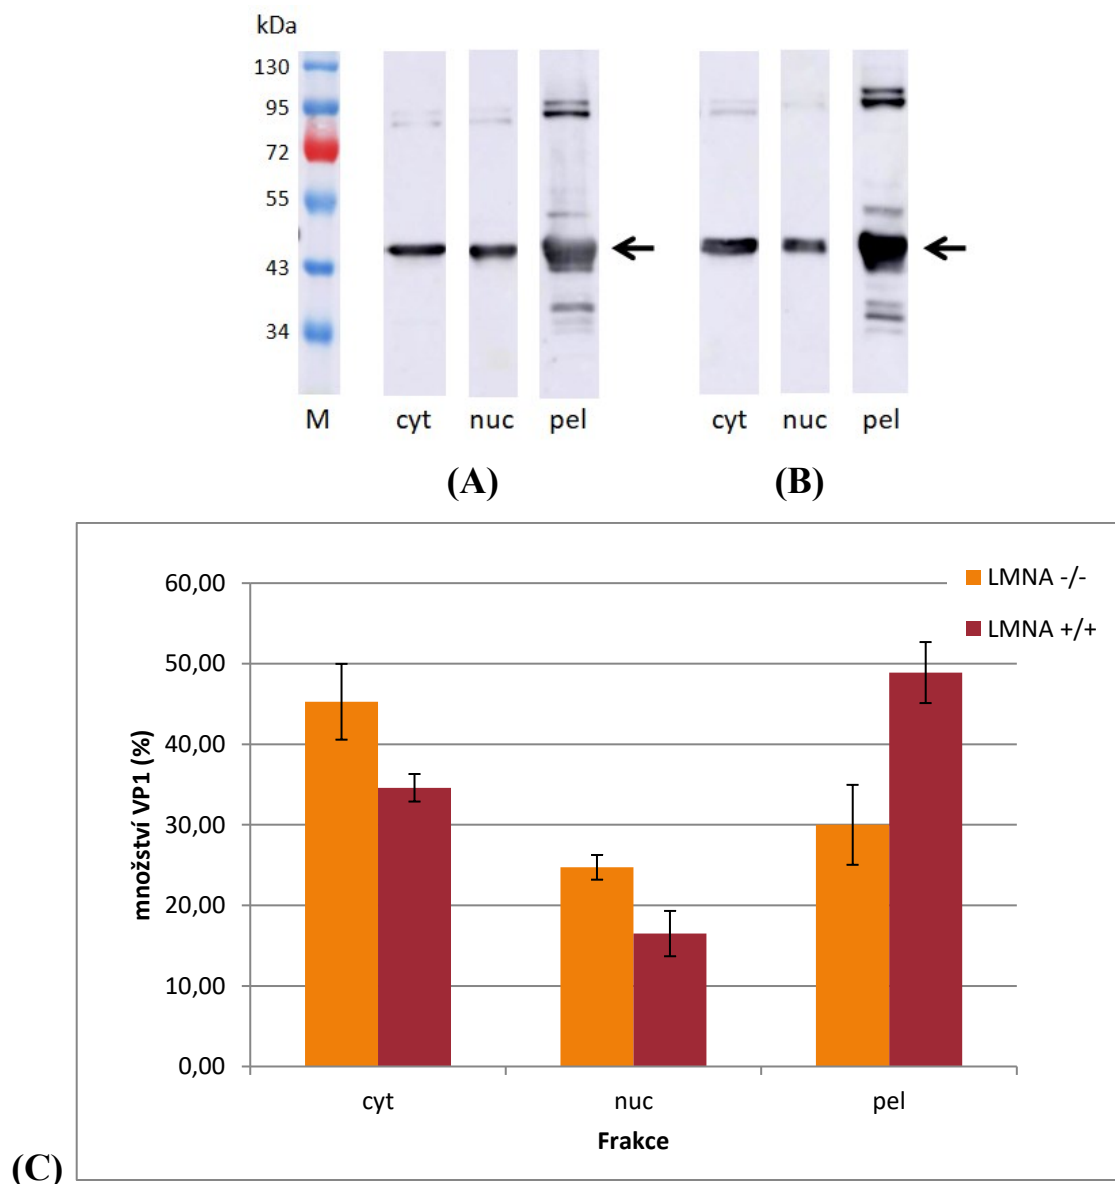 kDa
130
95
72
55
43
34
M cyt nuc pel cyt nuc pel
(A) (B)
LMNA -/-
LMNA +/+
60,00
50,00
40,00
30,00
20,00
10,00
0,00
množství VP1 (%)
cyt nuc pel
Frakce
(C)